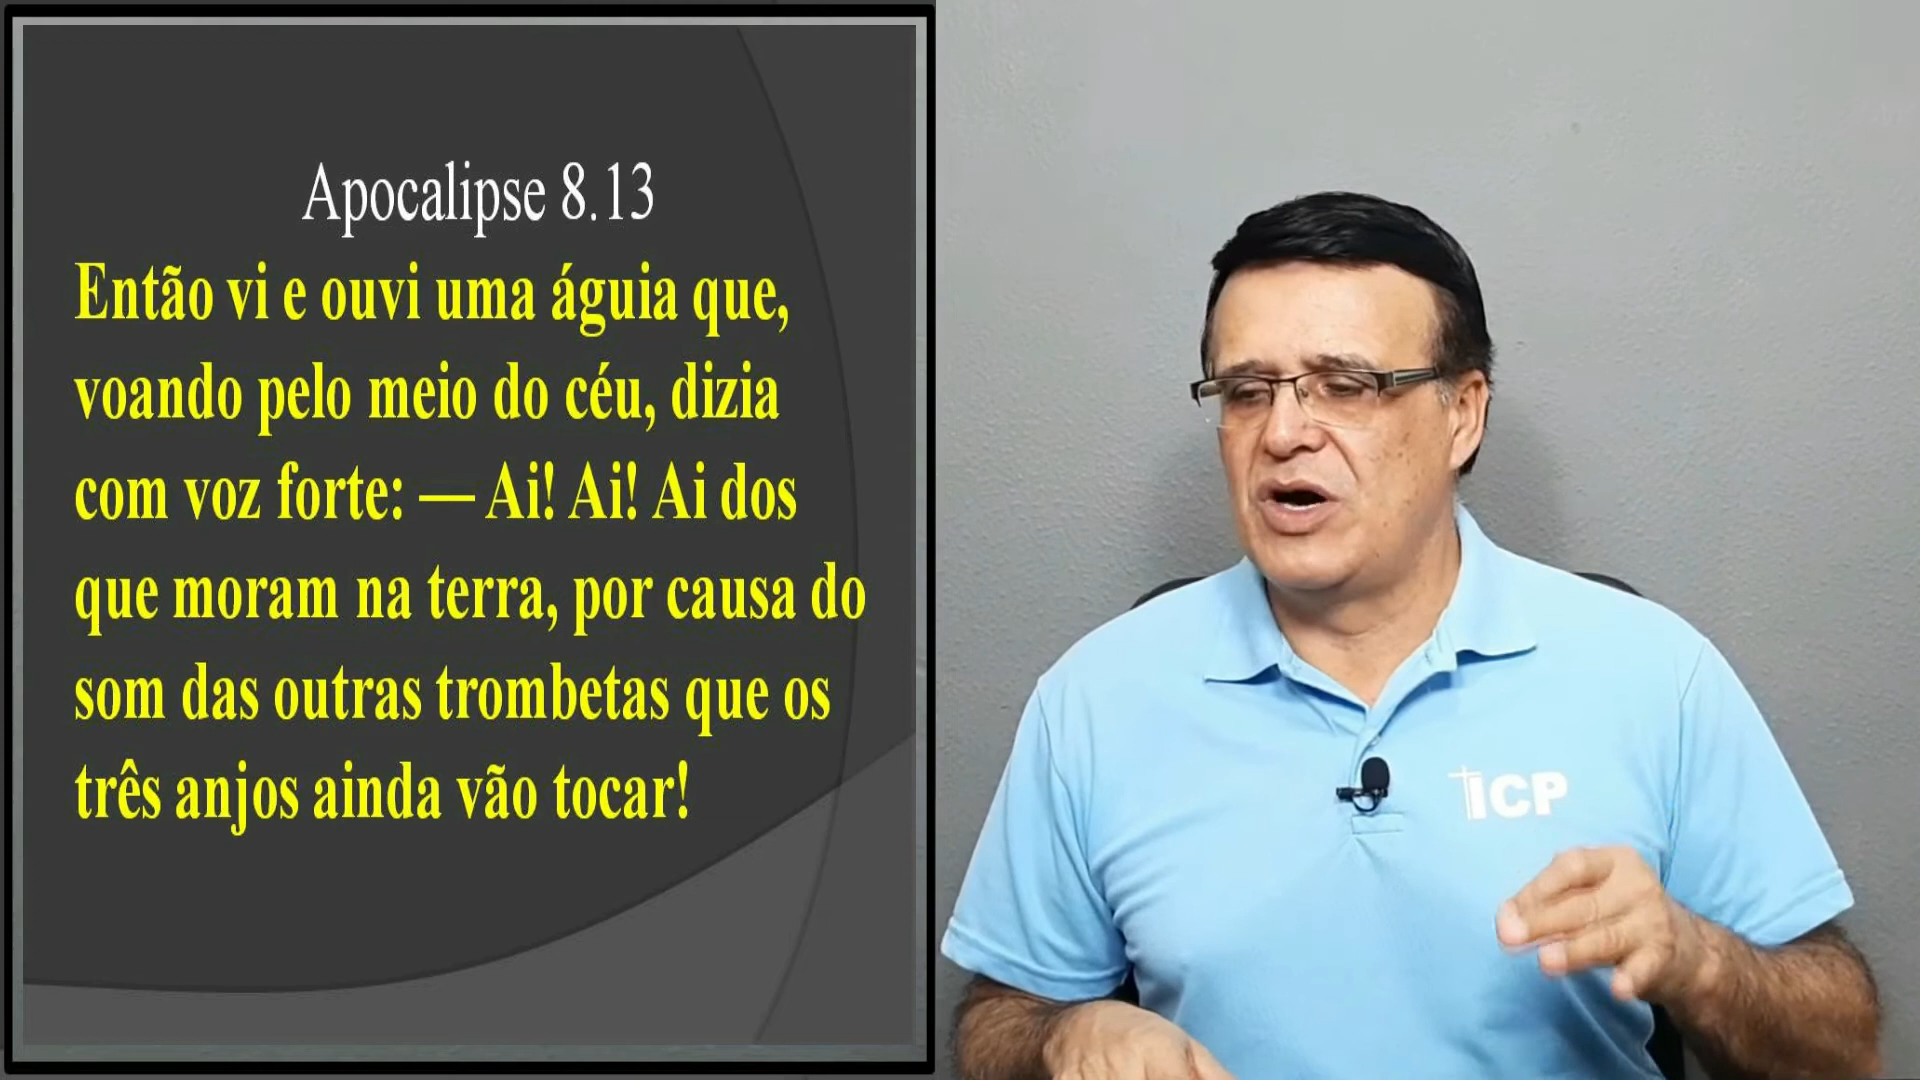 Apocalipse 8.13
Então vi e ouvi uma águia que,
voando pelo meio do céu, dizia
com voz forte: — Ai! Ai! Ai dos
que moram na terra, por causa do
som das outras trombetas que os
três anjos ainda vão tocar!
ICP